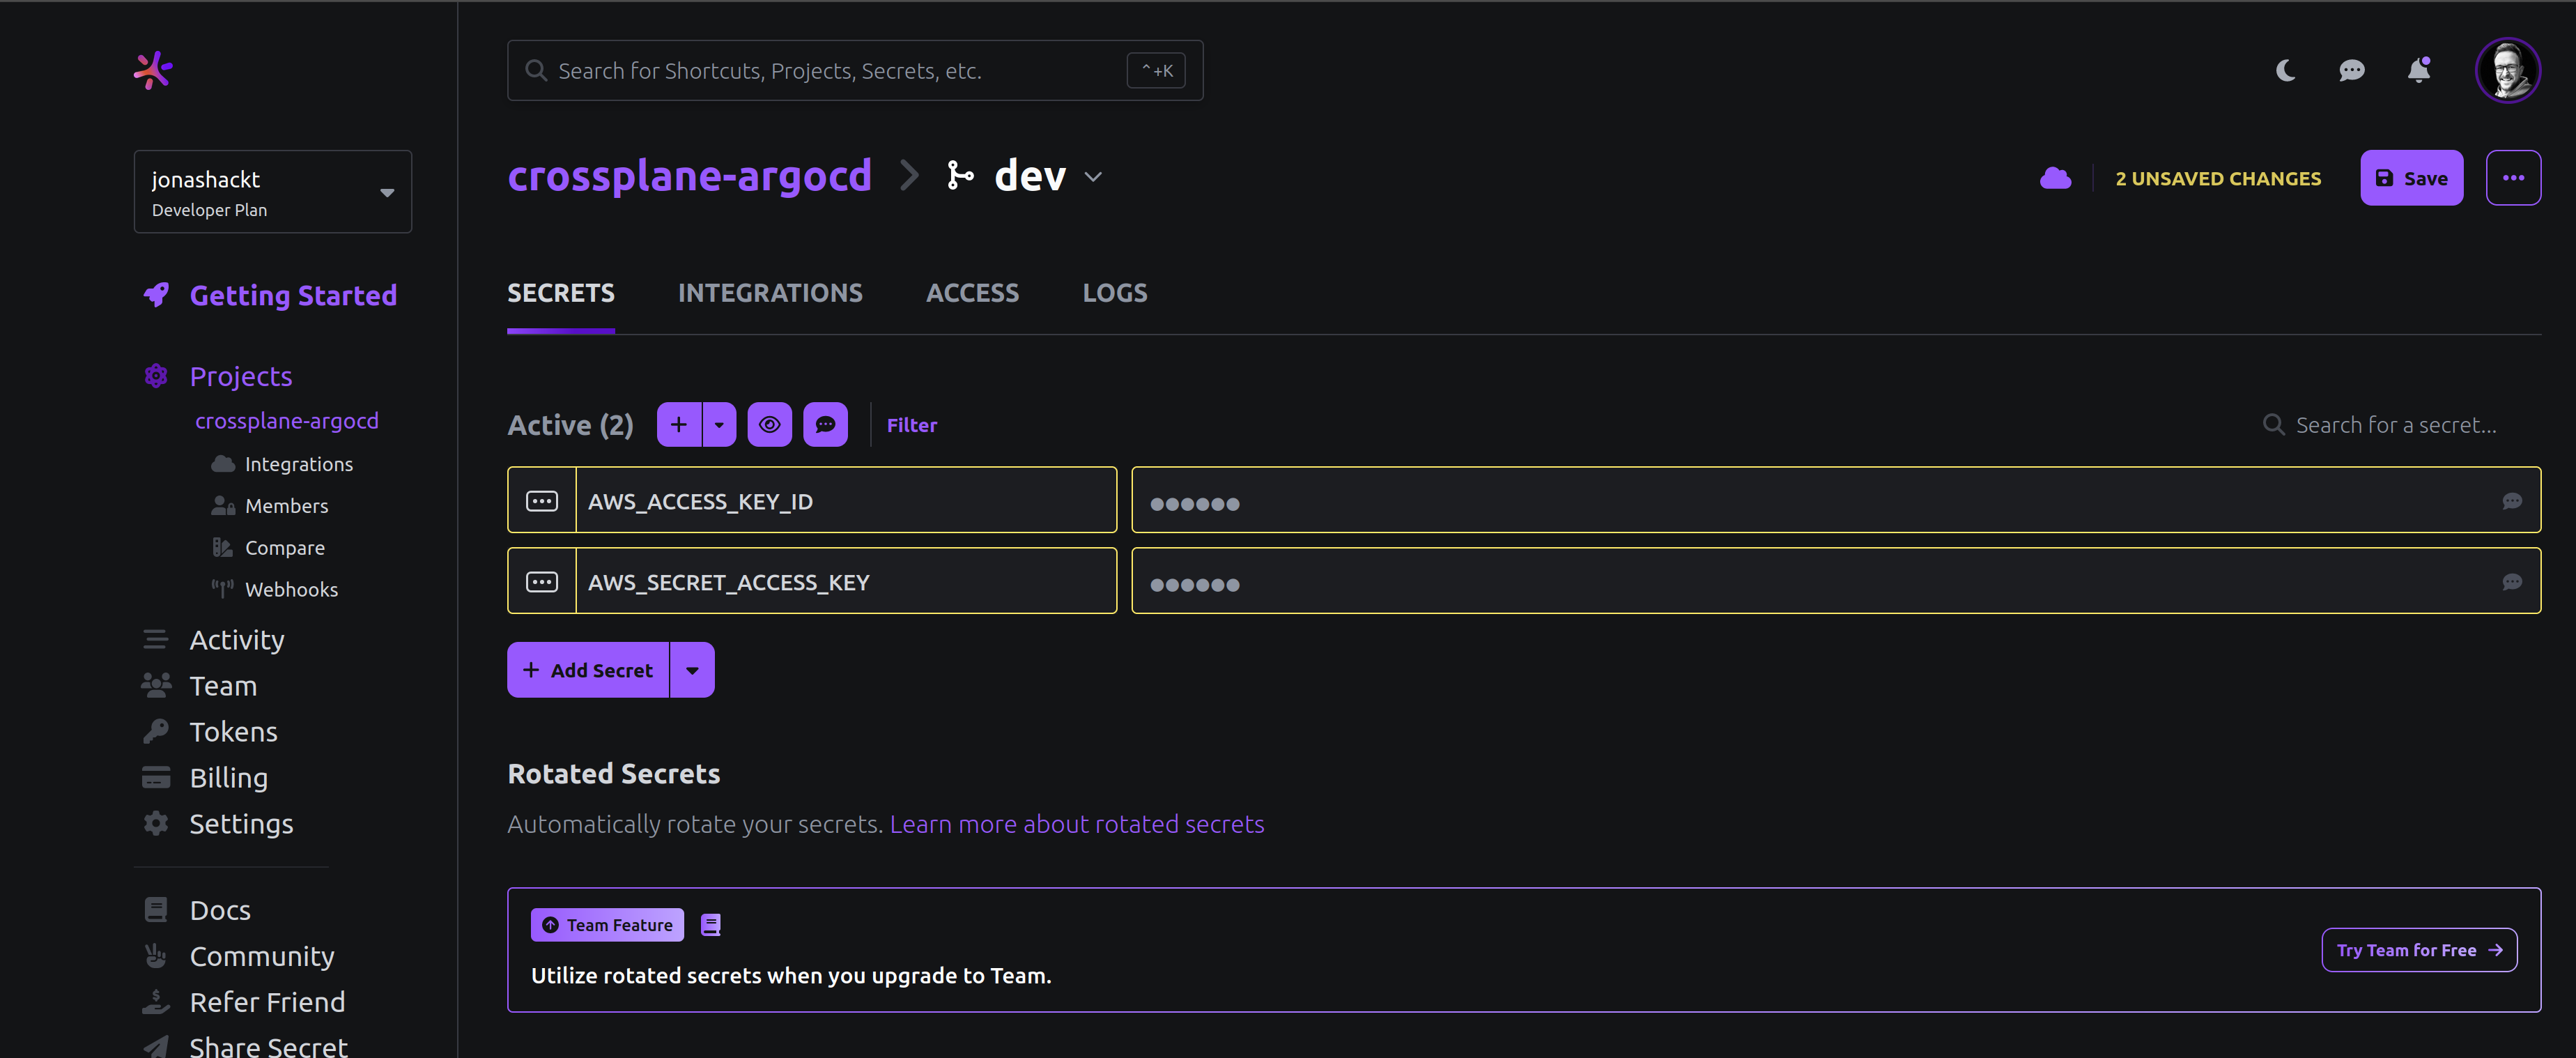 Search for Shortcuts, Projects, Secrets, etc.
⌃+K
jonashackt
Developer Plan
Getting Started
Projects
crossplane-argocd
Integrations
Members
Compare
Webhooks
Activity
Team
Tokens
Billing
Settings
Docs
Community
Refer Friend
Share Secret
crossplane-argocd
dev
2 UNSAVED CHANGES
Save
SECRETS
INTEGRATIONS
ACCESS
LOGS
Active (2)
Filter
Search for a secret...
AWS_ACCESS_KEY_ID
AWS_SECRET_ACCESS_KEY
Add Secret
Rotated Secrets
Automatically rotate your secrets. Learn more about rotated secrets
Team Feature
Utilize rotated secrets when you upgrade to Team.
Try Team for Free